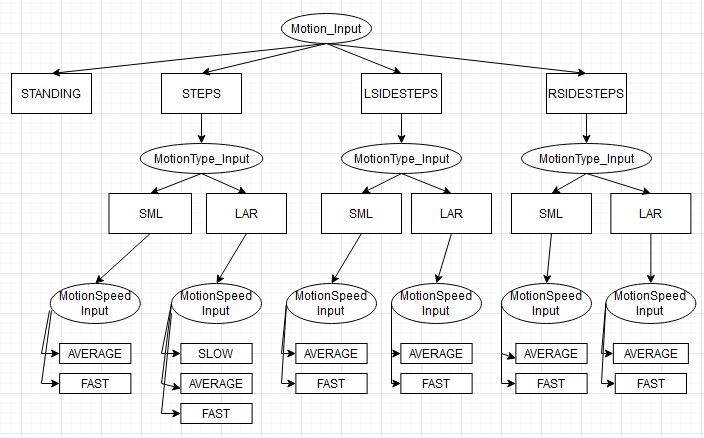 Motion_Input
STANDING
STEPS
LSIDESTEPS
RSIDESTEPS
MotionType_Input
MotionType_Input
MotionType_Input
SML
LAR
SML
LAR
SML
LAR
MotionSpeed
Input
MotionSpeed
Input
MotionSpeed
Input
MotionSpeed
Input
MotionSpeed
Input
MotionSpeed
Input
AVERAGE
SLOW
AVERAGE
AVERAGE
AVERAGE
AVERAGE
FAST
AVERAGE
FAST
FAST
FAST
FAST
FAST